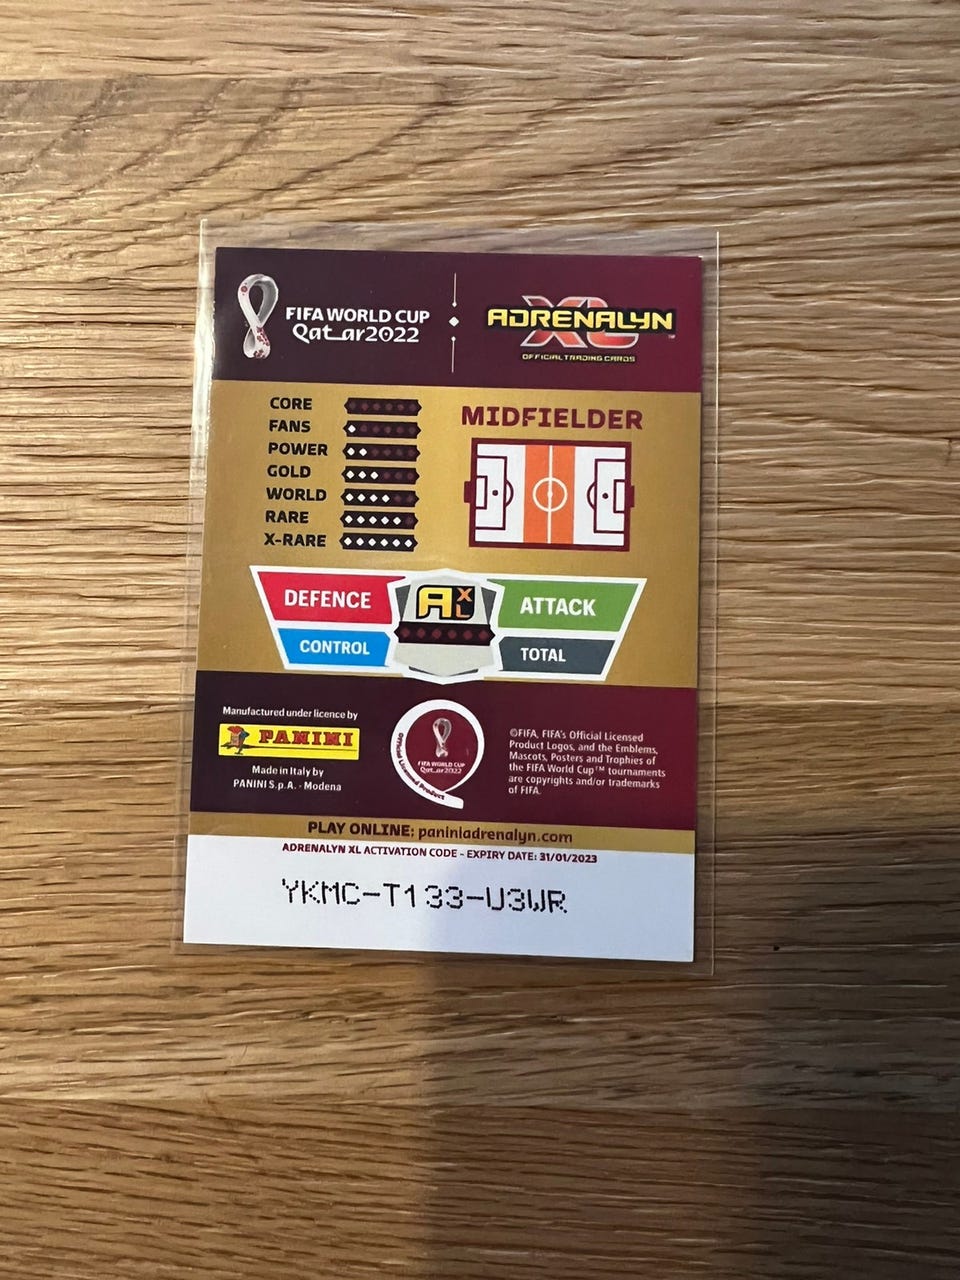 FIFA WORLD CUP
Qatar2022
ADRENALYN
XL
™
OFFICIAL TRADING CARDS
CORE
FANS
POWER
GOLD
WORLD
RARE
X-RARE
MIDFIELDER
DEFENCE
CONTROL
AXL
ATTACK
TOTAL
Manufactured under licence by
PANINI
Made in Italy by
PANINI S.p.A. - Modena
FIFA WORLD CUP
Qatar2022
Official Licensed Product
©FIFA, FIFA's Official Licensed
Product Logos, and the Emblems,
Mascots, Posters and Trophies of
the FIFA World Cup™ tournaments
are copyrights and/or trademarks
of FIFA.
PLAY ONLINE: paniniadrenalyn.com
ADRENALYN XL ACTIVATION CODE - EXPIRY DATE: 31/01/2023
YKMC-T133-U3WR